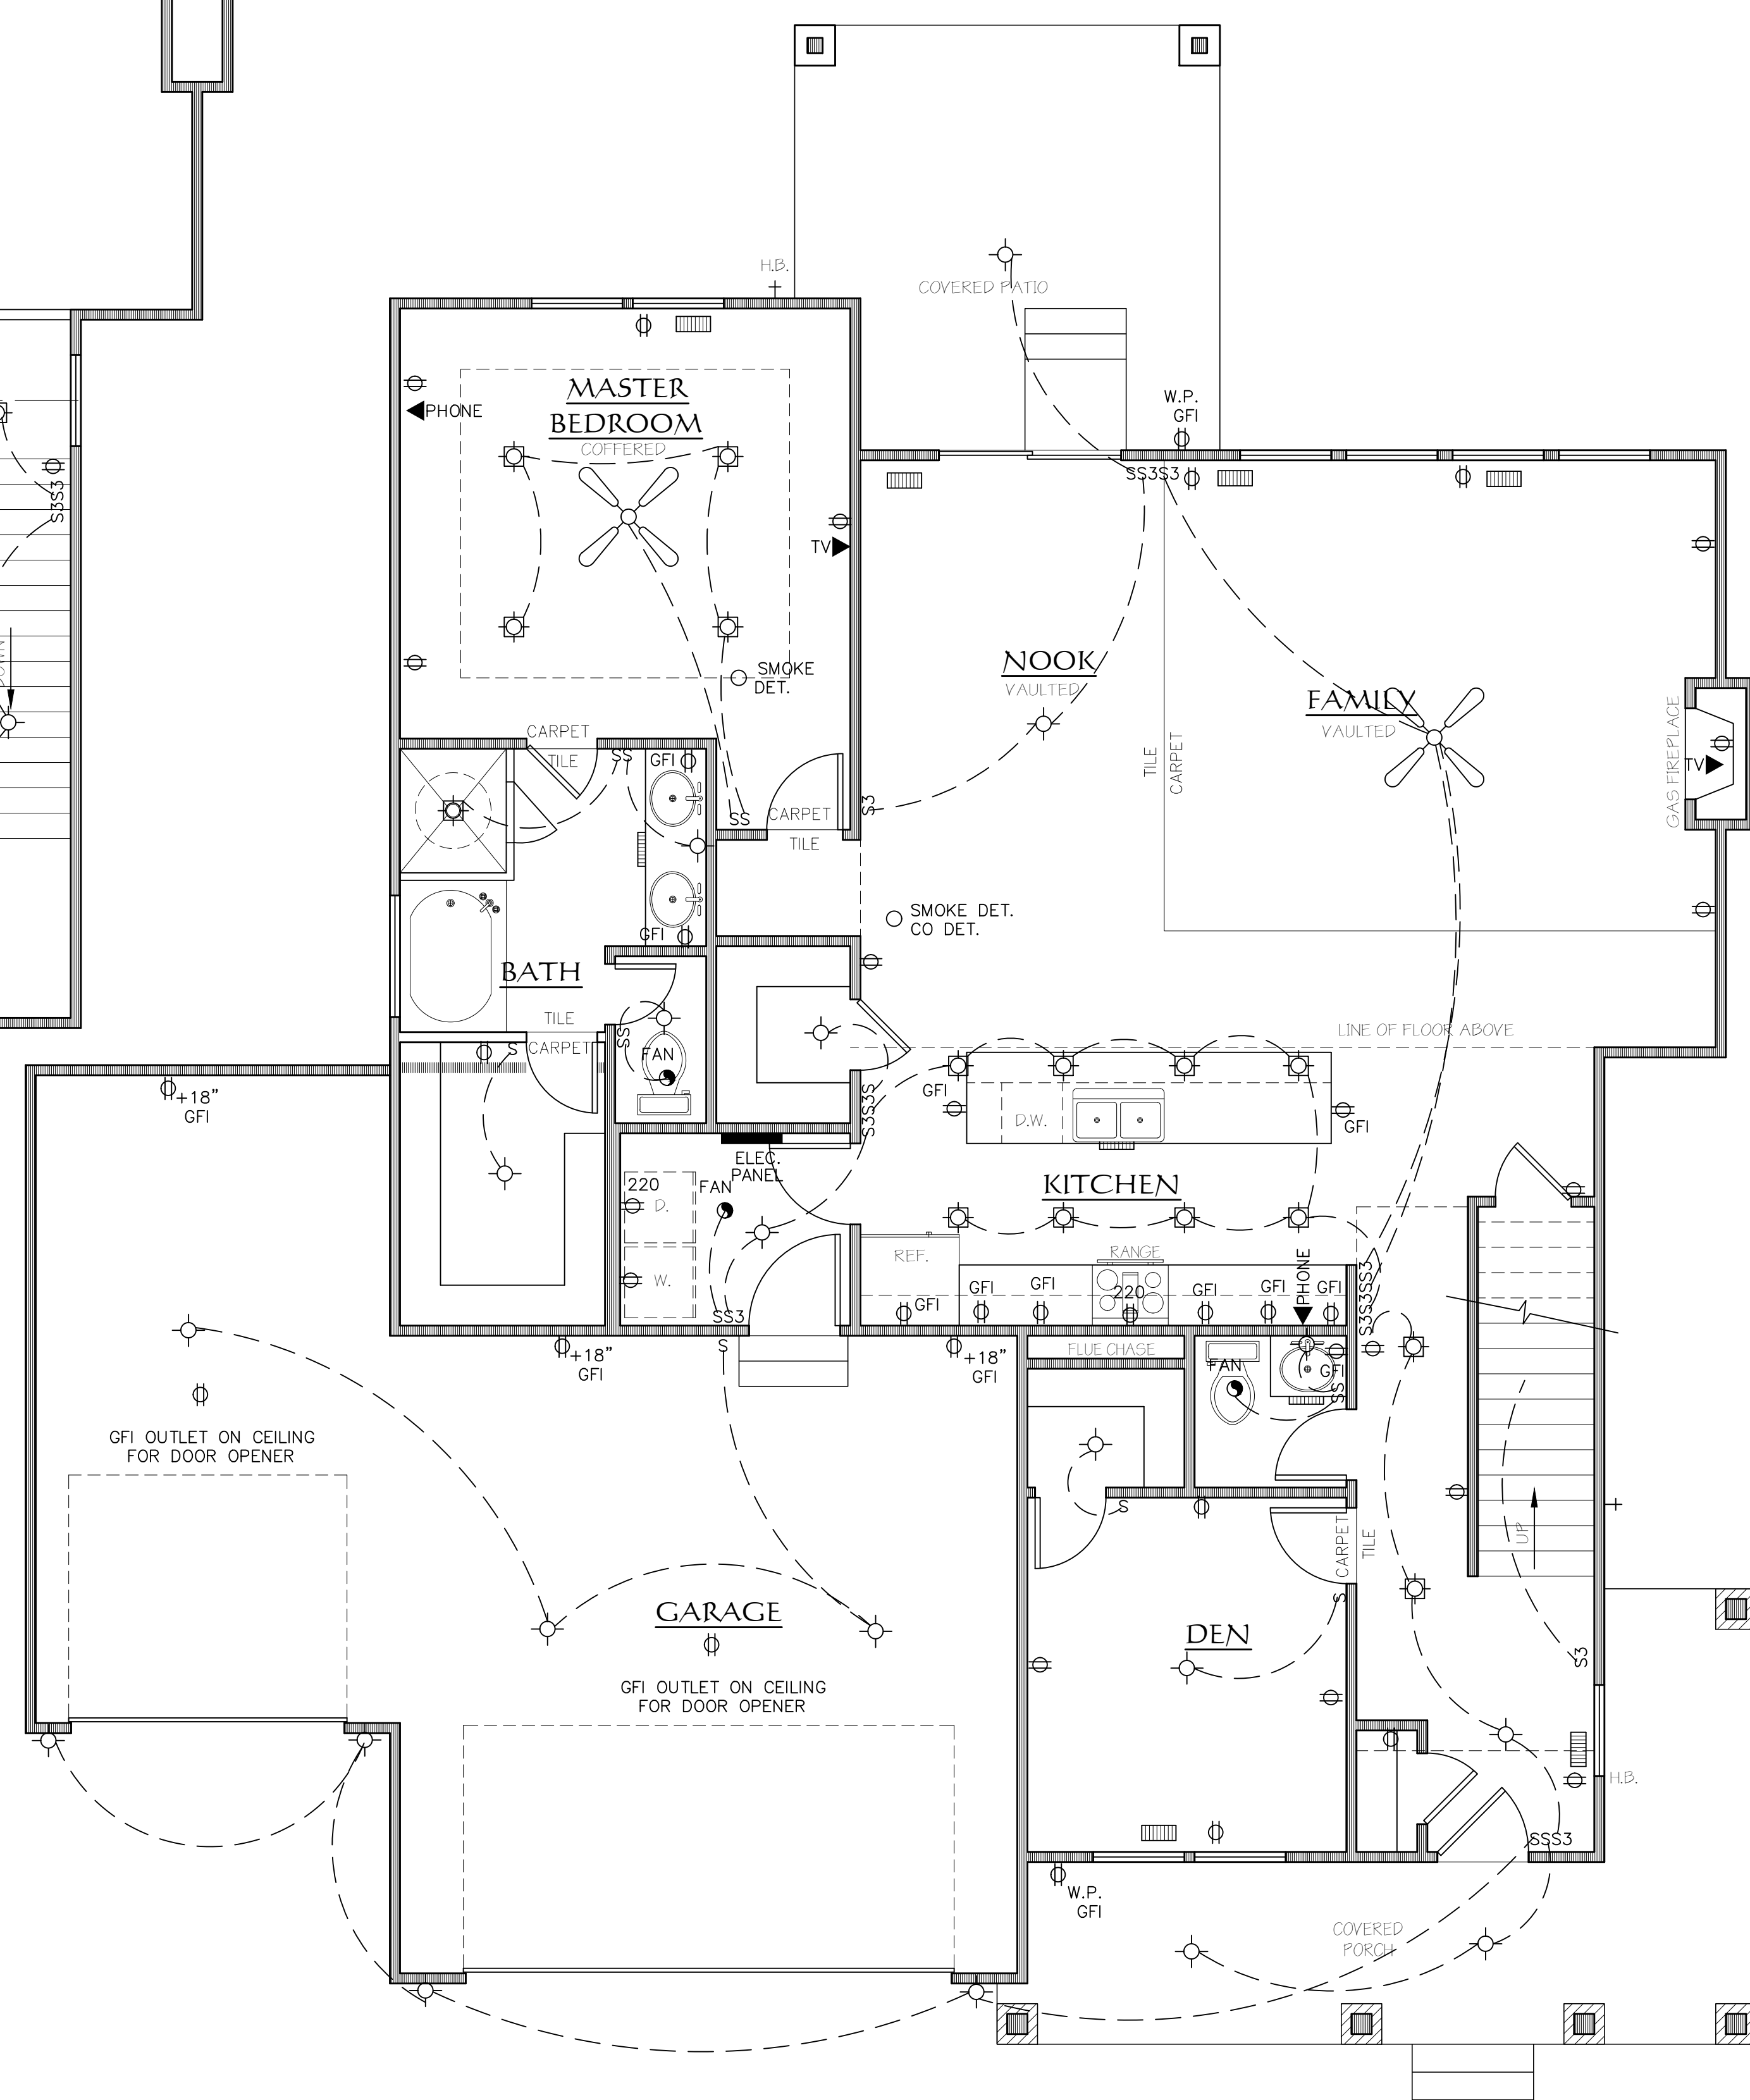 H.B.
COVERED PATIO
MASTER
BEDROOM
COFFERED
PHONE
W.P.
GFI
S3S3
SS3S3
TV
NOOK
VAULTED
FAMILY
VAULTED
SMOKE
DET.
DOWN
CARPET
TILE
SS
GFI
TILE
CARPET
GAS FIREPLACE
TV
S3
SS
CARPET
TILE
SMOKE DET.
CO DET.
GFI
BATH
TILE
CARPET
S
SS
FAN
LINE OF FLOOR ABOVE
+18"
GFI
GFI
D.W.
GFI
S3S3S
ELEC.
PANEL
KITCHEN
220
D.
FAN
W.
SS3
REF.
RANGE
220
GFI
GFI
GFI
GFI
GFI
GFI
PHONE
S3S3SS3
S
+18"
GFI
+18"
GFI
FLUE CHASE
FAN
GFI
SS
GFI OUTLET ON CEILING
FOR DOOR OPENER
S
CARPET
TILE
UP
S
GARAGE
DEN
S3
GFI OUTLET ON CEILING
FOR DOOR OPENER
H.B.
SSS3
W.P.
GFI
COVERED
PORCH